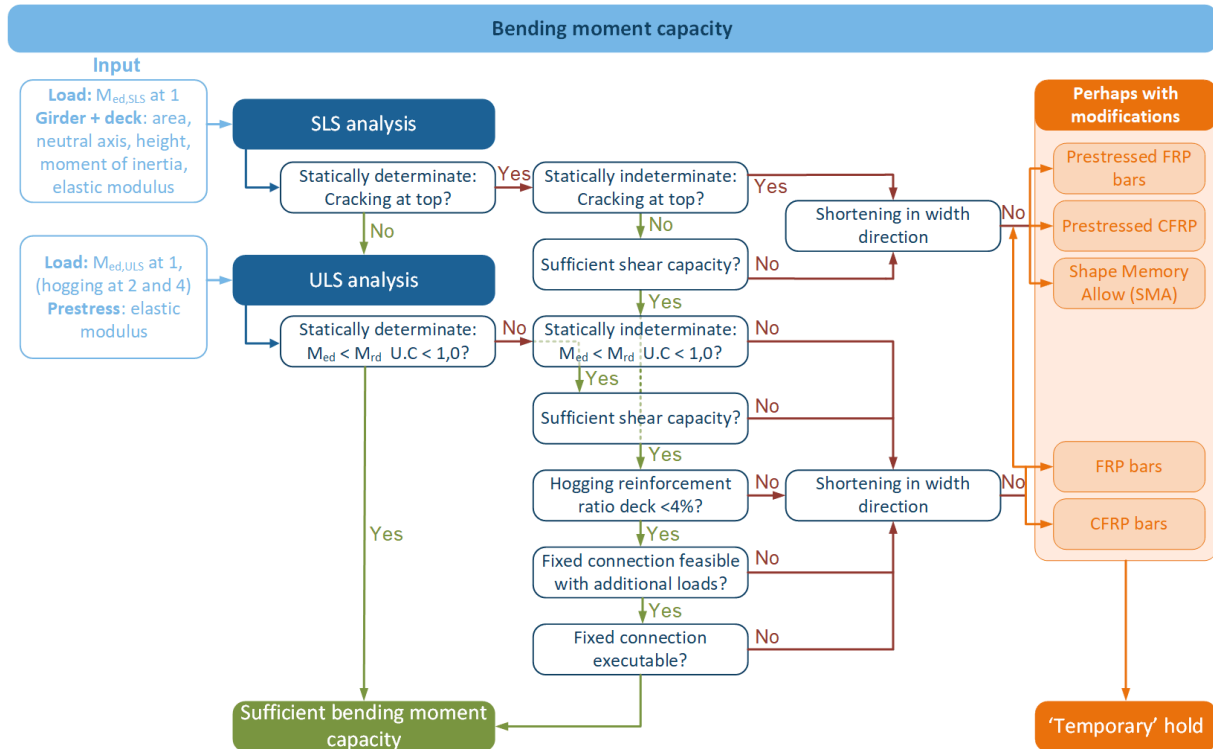 Bending moment capacity
Input
Load: Med,SLS at 1
Girder + deck: area,
neutral axis, height,
moment of inertia,
elastic modulus
Load: Med,ULS at 1,
(hogging at 2 and 4)
Prestress: elastic
modulus
SLS analysis
Statically determinate:
Cracking at top?
Yes
No
Statically indeterminate:
Cracking at top?
Yes
No
Sufficient shear capacity?
No
Yes
Shortening in width
direction
No
ULS analysis
Statically determinate:
Med < Mrd U.C < 1,0?
No
Yes
Statically indeterminate:
Med < Mrd U.C < 1,0?
No
Yes
Sufficient shear capacity?
No
Yes
Hogging reinforcement
ratio deck <4%?
No
Yes
Shortening in width
direction
No
Fixed connection feasible
with additional loads?
No
Yes
Fixed connection
executable?
No
Sufficient bending moment
capacity
Perhaps with
modifications
Prestressed FRP
bars
Prestressed CFRP
Shape Memory
Allow (SMA)
FRP bars
CFRP bars
‘Temporary’ hold